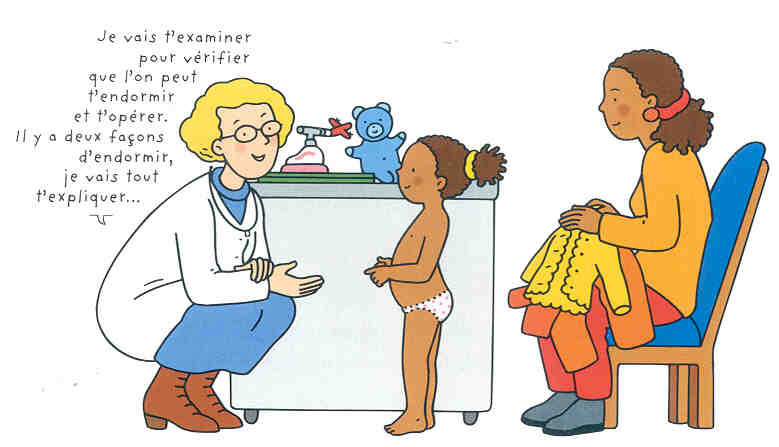 Je vais t'examiner
pour vérifier
que l'on peut
t'endormir
et t'opérer.
Il y a deux façons
d'endormir,
je vais tout
t'expliquer...